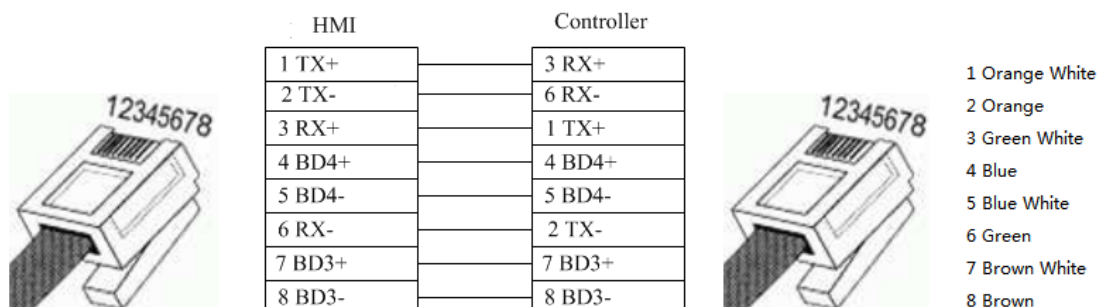 HMI
Controller
1 TX+ 3 RX+
2 TX- 6 RX-
3 RX+ 1 TX+
4 BD4+ 4 BD4+
5 BD4- 5 BD4-
6 RX- 2 TX-
7 BD3+ 7 BD3+
8 BD3- 8 BD3-
12345678
12345678
1 Orange White
2 Orange
3 Green White
4 Blue
5 Blue White
6 Green
7 Brown White
8 Brown